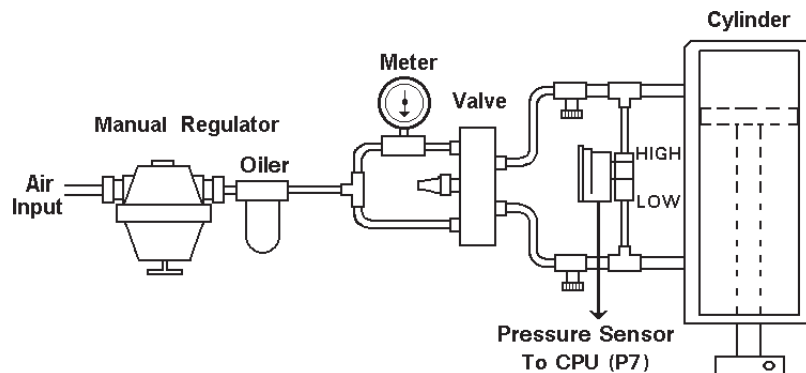 Cylinder
Meter
Valve
Manual Regulator
Oiler
HIGH
Air
Input
LOW
Pressure Sensor
To CPU (P7)